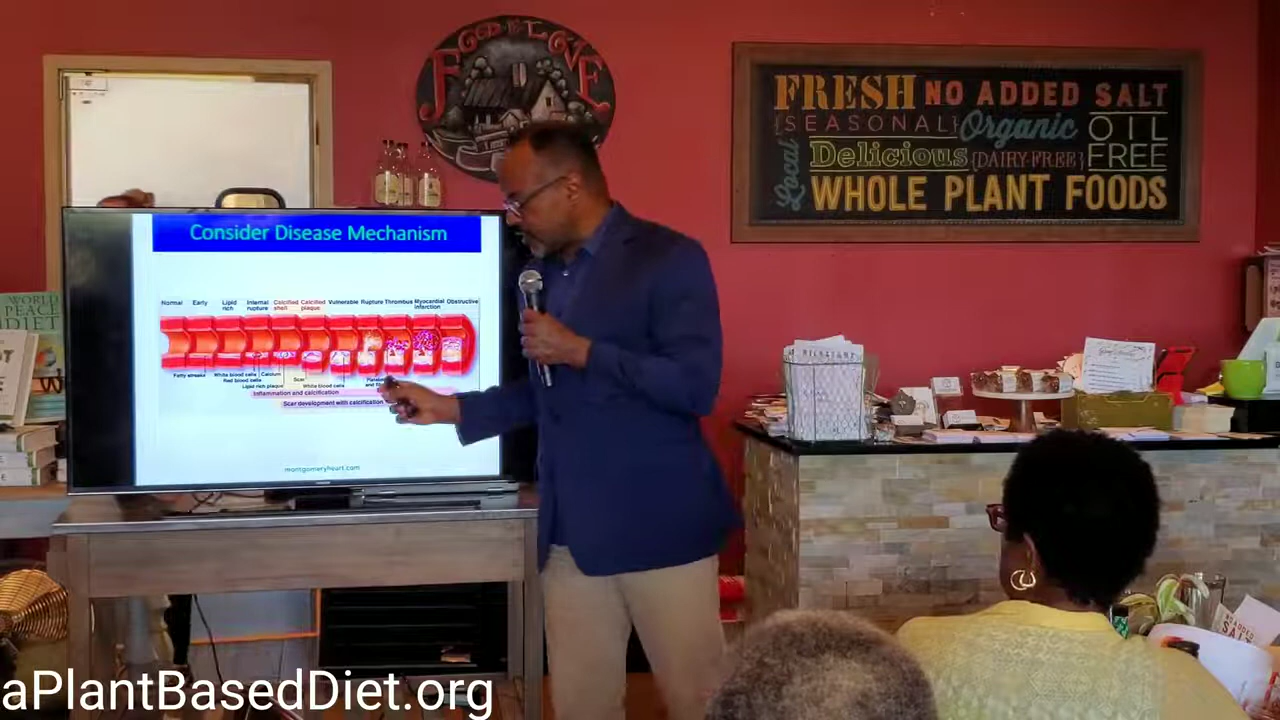 FOOD IS LOVE
FRESH NO ADDED SALT
{SEASONAL} Organic OIL
Local Delicious {DAIRY-FREE} FREE
WHOLE PLANT FOODS
Consider Disease Mechanism
Normal Early Lipid rich Internal rupture Calcified shell Calcified plaque Vulnerable Rupture Thrombus Myocardial infarction Obstructive
Fatty streaks White blood cells Calcium
Red blood cells Scar
Lipid rich plaque White blood cells
Inflammation and calcification
Scar development with calcification
montgomeryheart.com
WORLD
PEACE
DIET
aPlantBasedDiet.org